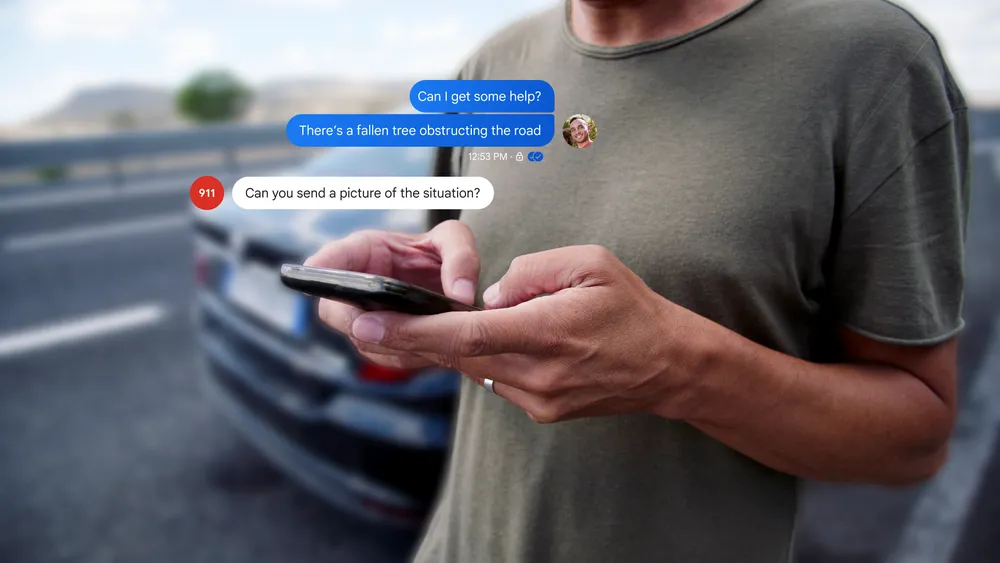 Can I get some help?
There's a fallen tree obstructing the road
12:53 PM ·
911
Can you send a picture of the situation?